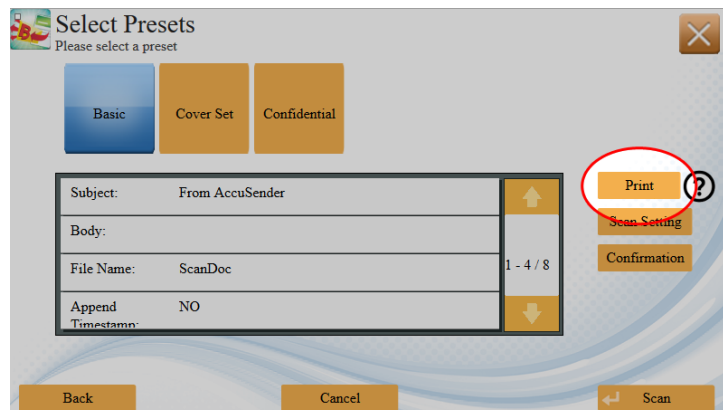 Select Presets
Please select a preset
Basic
Cover Set
Confidential
Subject: From AccuSender
Body:
File Name: ScanDoc
Append NO
Timestamp:
1 - 4 / 8
Print
?
Scan Setting
Confirmation
Back
Cancel
Scan